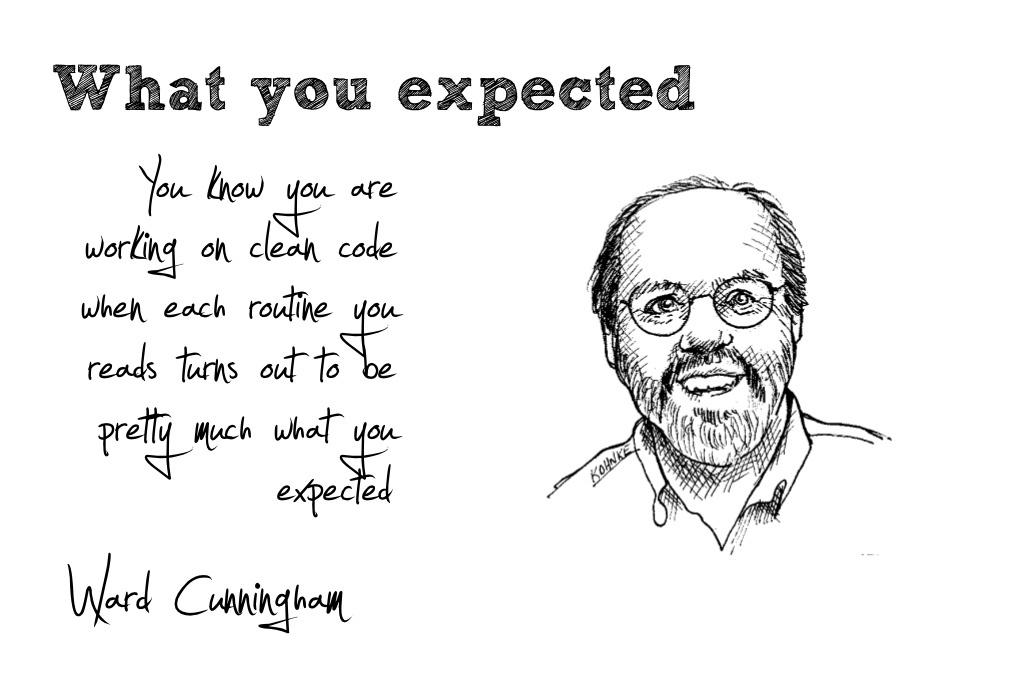 What you expected
You know you are
working on clean code
when each routine you
reads turns out to be
pretty much what you
expected
Ward Cunningham
KOHNKE